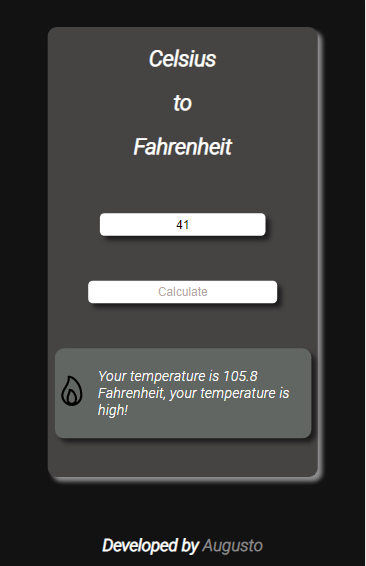 Celsius
to
Fahrenheit
41
Calculate
Your temperature is 105.8
Fahrenheit, your temperature is
high!
Developed by Augusto